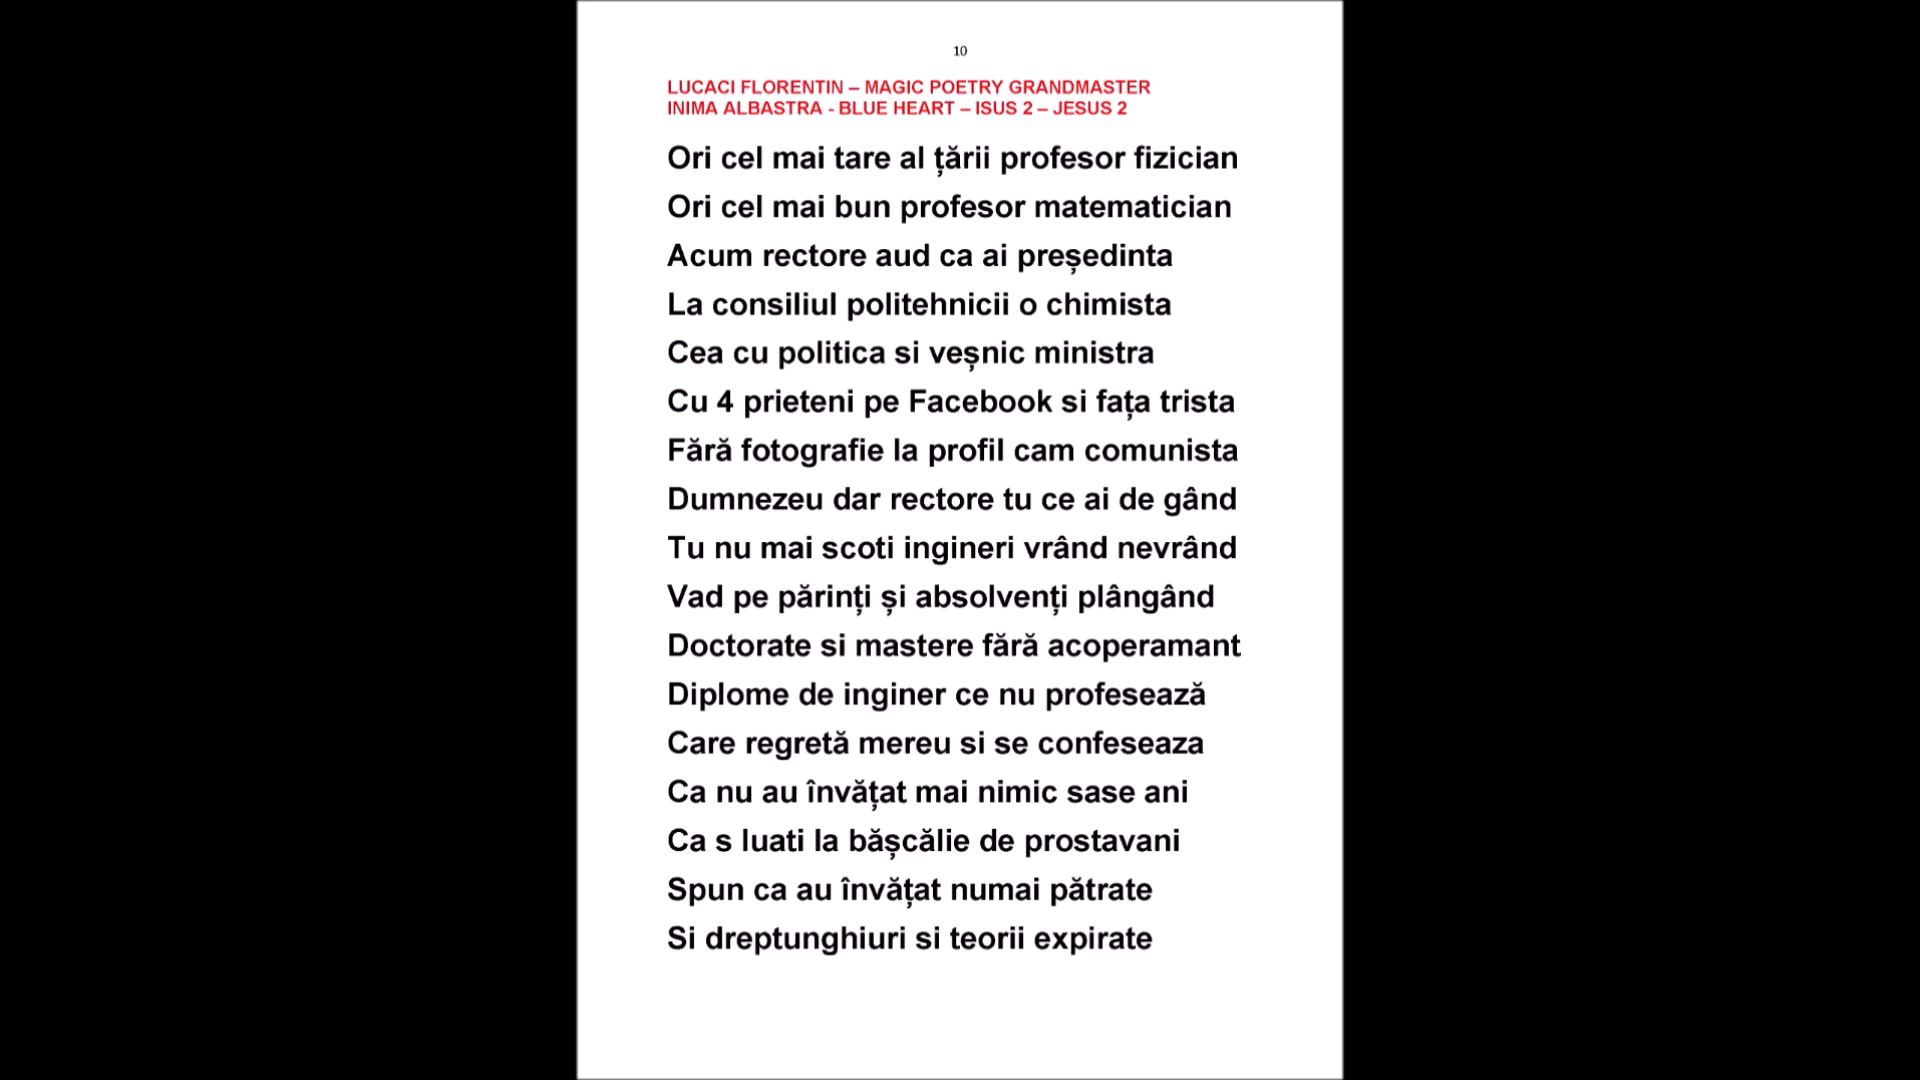 10
LUCACI FLORENTIN – MAGIC POETRY GRANDMASTER
INIMA ALBASTRA - BLUE HEART – ISUS 2 – JESUS 2
Ori cel mai tare al țării profesor fizician
Ori cel mai bun profesor matematician
Acum rectore aud ca ai președinta
La consiliul politehnicii o chimista
Cea cu politica si veșnic ministra
Cu 4 prieteni pe Facebook si fața trista
Fără fotografie la profil cam comunista
Dumnezeu dar rectore tu ce ai de gând
Tu nu mai scoti ingineri vrând nevrând
Vad pe părinți și absolvenți plângând
Doctorate si mastere fără acoperamant
Diplome de inginer ce nu profesează
Care regretă mereu si se confeseaza
Ca nu au învățat mai nimic sase ani
Ca s luati la bășcălie de prostavani
Spun ca au învățat numai pătrate
Si dreptunghiuri si teorii expirate